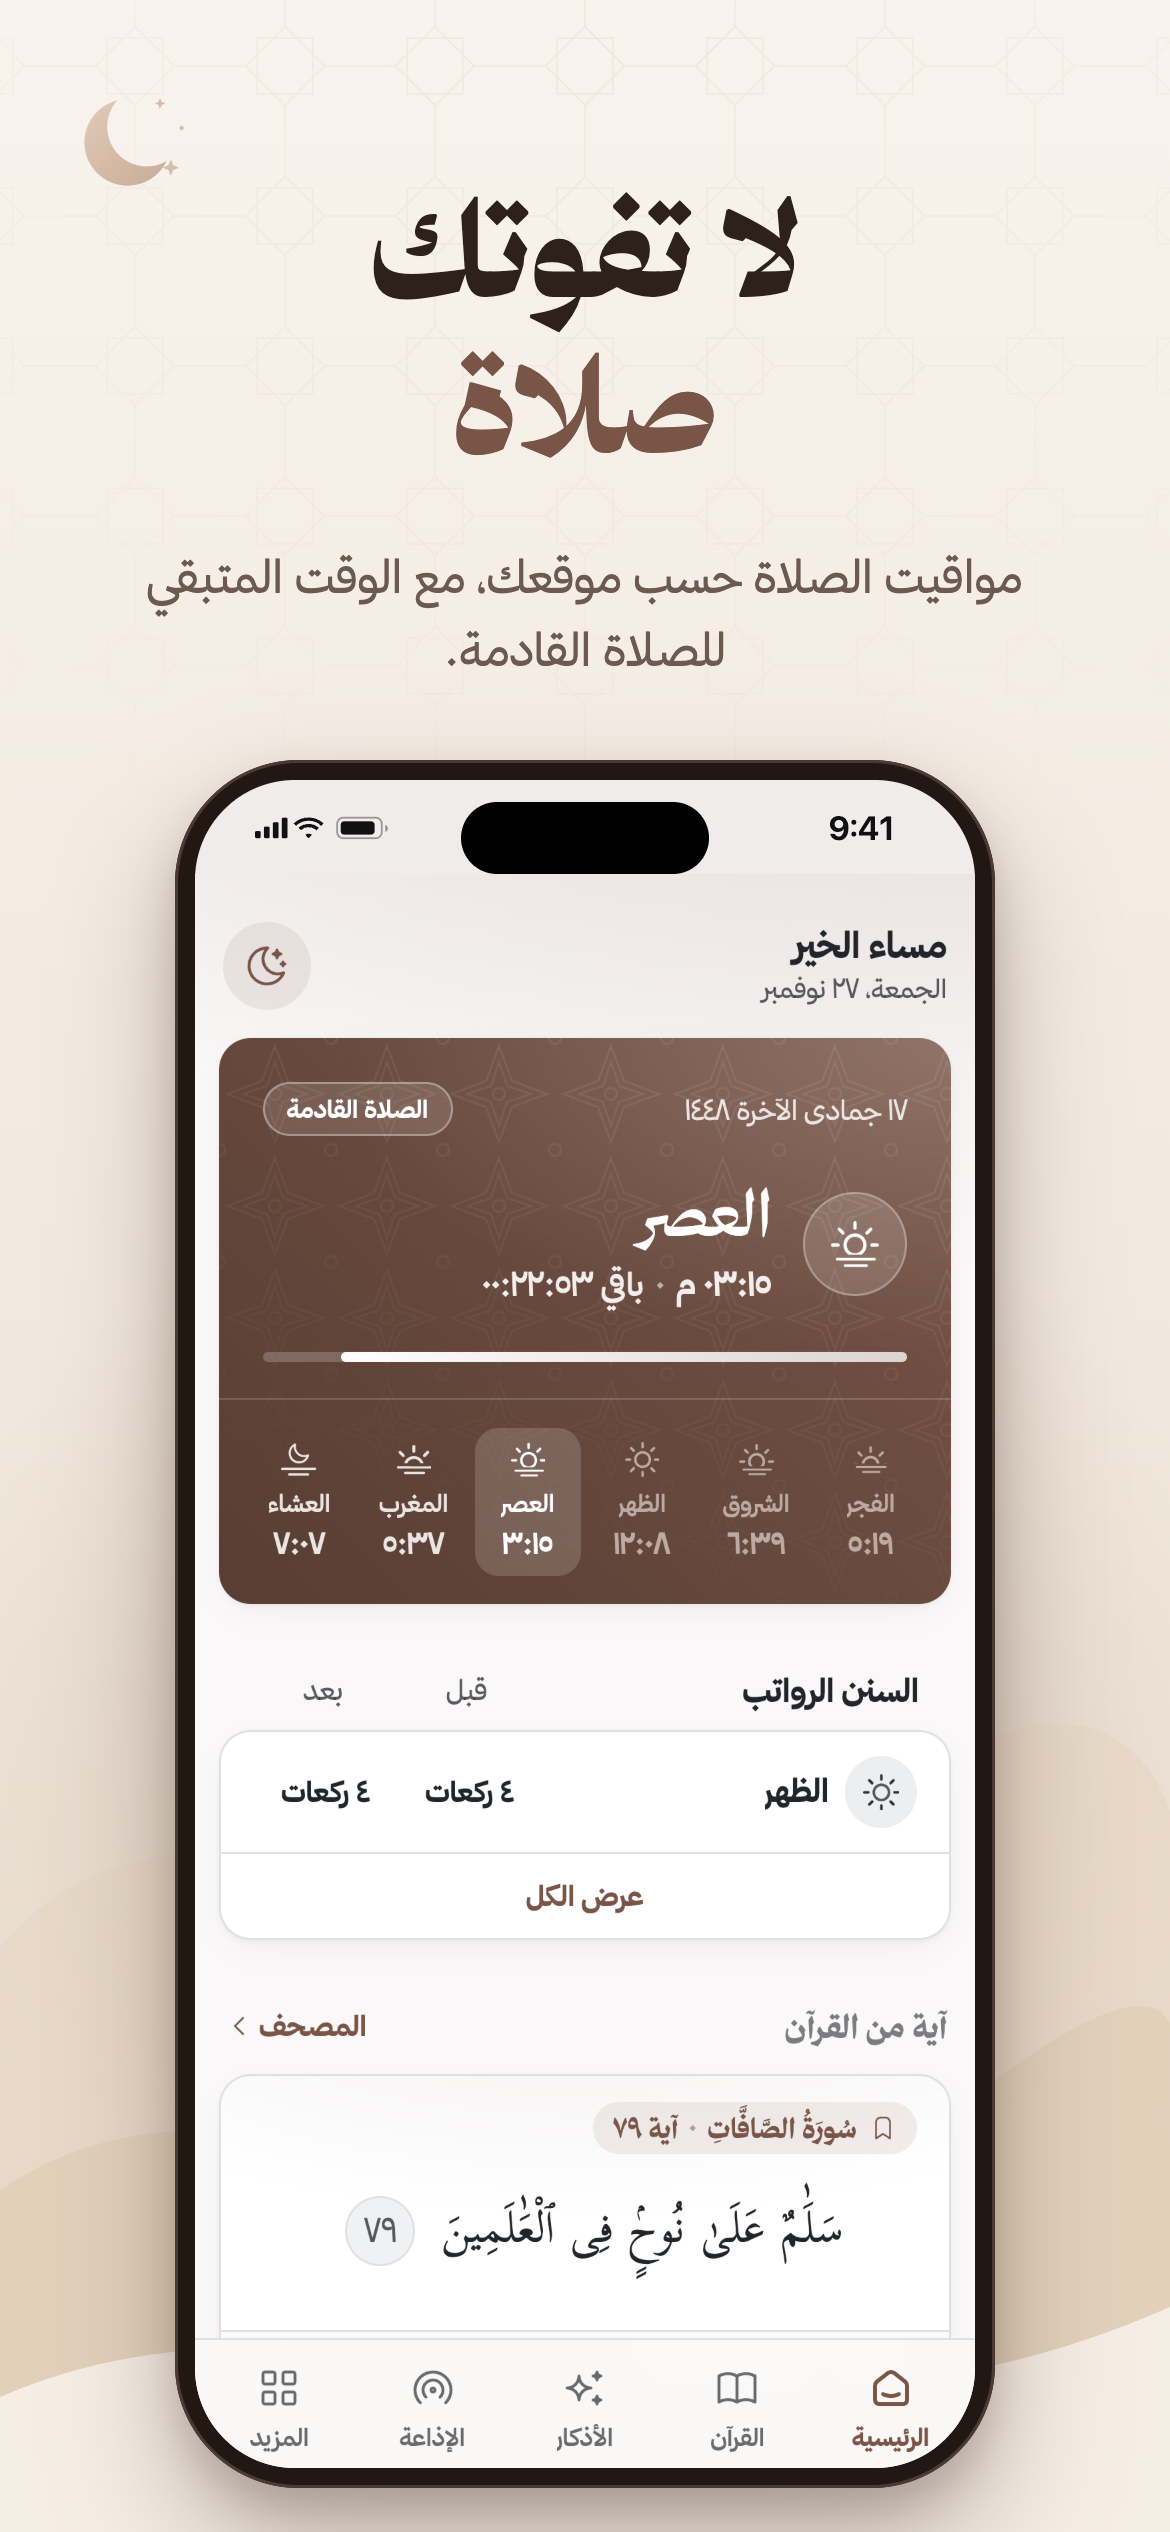 لا تفوتك
صلاة
مواقيت الصلاة حسب موقعك، مع الوقت المتبقي
للصلاة القادمة.
9:41
مساء الخير
الجمعة، ٢٧ نوفمبر
١٧ جمادى الآخرة ١٤٤٨
الصلاة القادمة
العصر
٠٣:١٥ م · باقي ٠٠:٢٢:٥٣
الفجر الشروق الظهر العصر المغرب العشاء
٥:١٩ ٦:٣٩ ١٢:٠٨ ٣:١٥ ٥:٣٧ ٧:٠٧
السنن الرواتب قبل بعد
الظهر ٤ ركعات ٤ ركعات
عرض الكل
آية من القرآن المصحف
سُورَةُ الصَّافَّاتِ · آية ٧٩
سَلَٰمٌ عَلَىٰ نُوحٍۢ فِى ٱلْعَٰلَمِينَ ٧٩
الرئيسية القرآن الأذكار الإذاعة المزيد